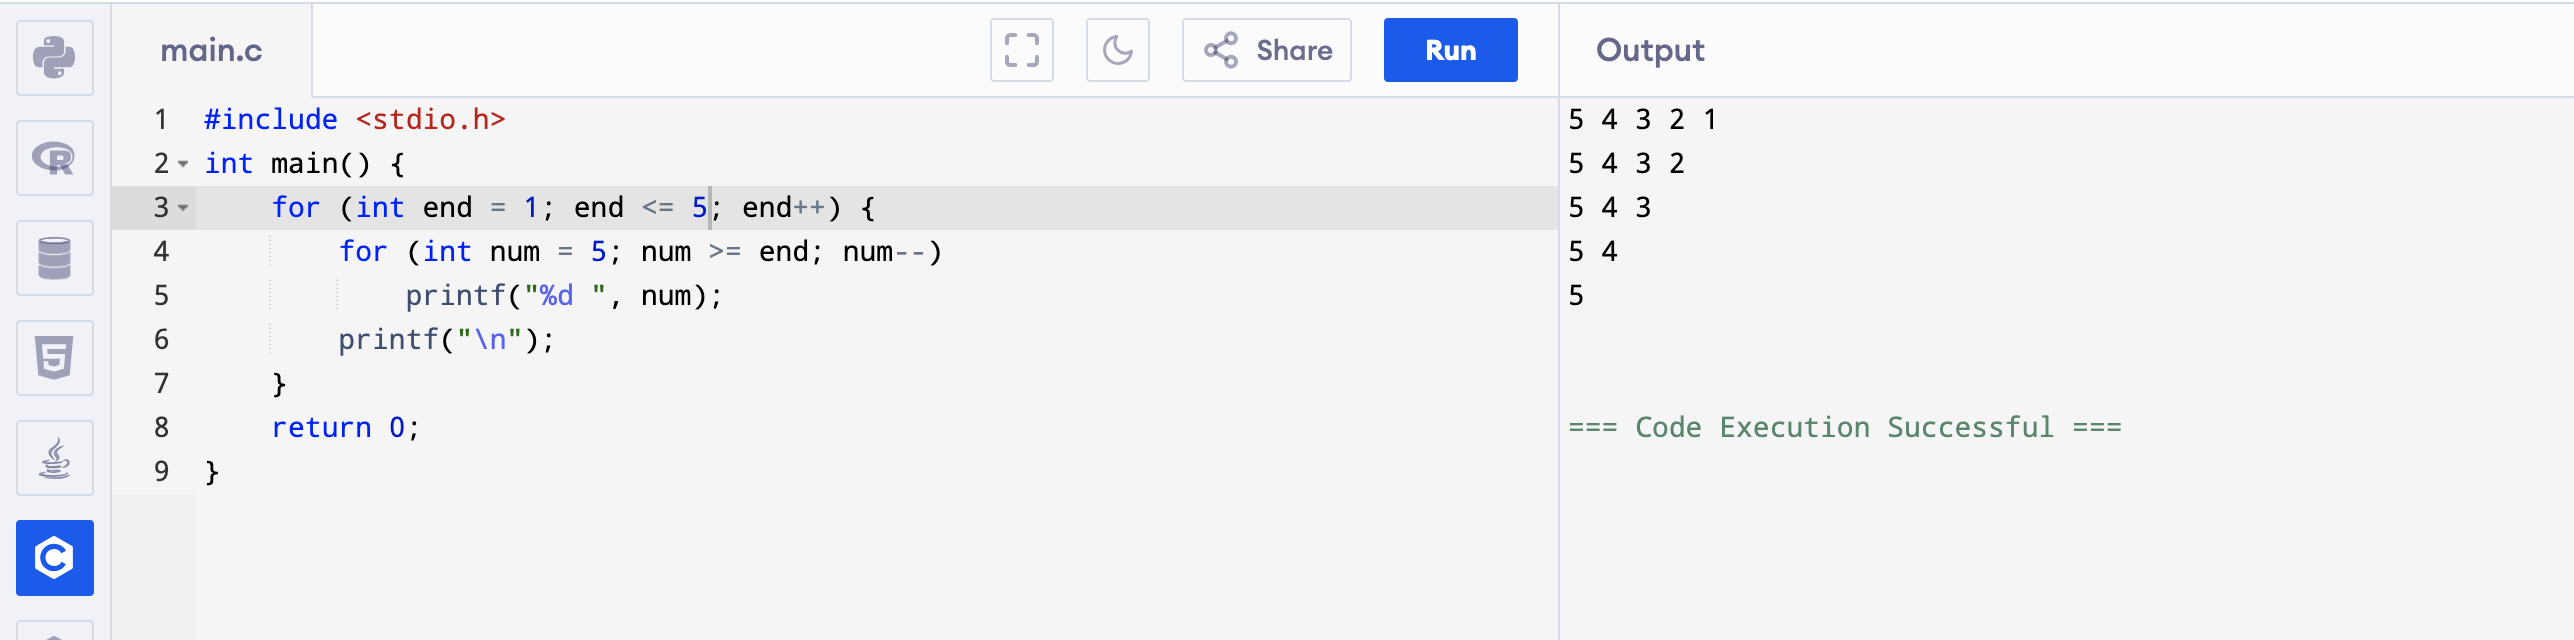 main.c
Share
Run
Output
1 #include <stdio.h>
2 int main() {
3     for (int end = 1; end <= 5; end++) {
4         for (int num = 5; num >= end; num--)
5             printf("%d ", num);
6         printf("\n");
7     }
8     return 0;
9 }
5 4 3 2 1
5 4 3 2
5 4 3
5 4
5
=== Code Execution Successful ===